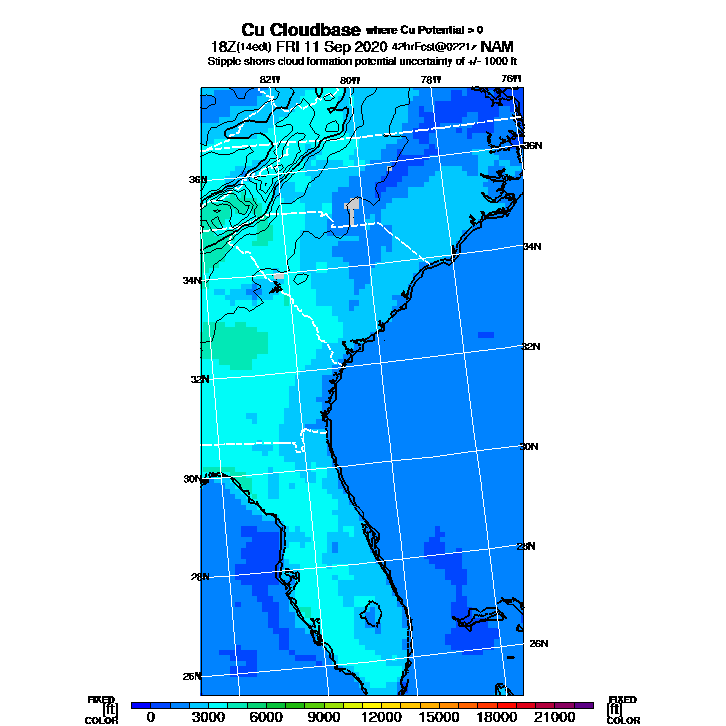 Cu Cloudbase where Cu Potential > 0
18Z(14edt) FRI 11 Sep 2020 42hrFcst@0221z NAM
Stipple shows cloud formation potential uncertainty of +/- 1000 ft
82W 80W 78W 76W
36N
36N
34N
34N
32N
32N
30N
30N
28N
28N
26N
26N
FIXED FIXED
[ft] [ft]
COLOR COLOR
0 3000 6000 9000 12000 15000 18000 21000